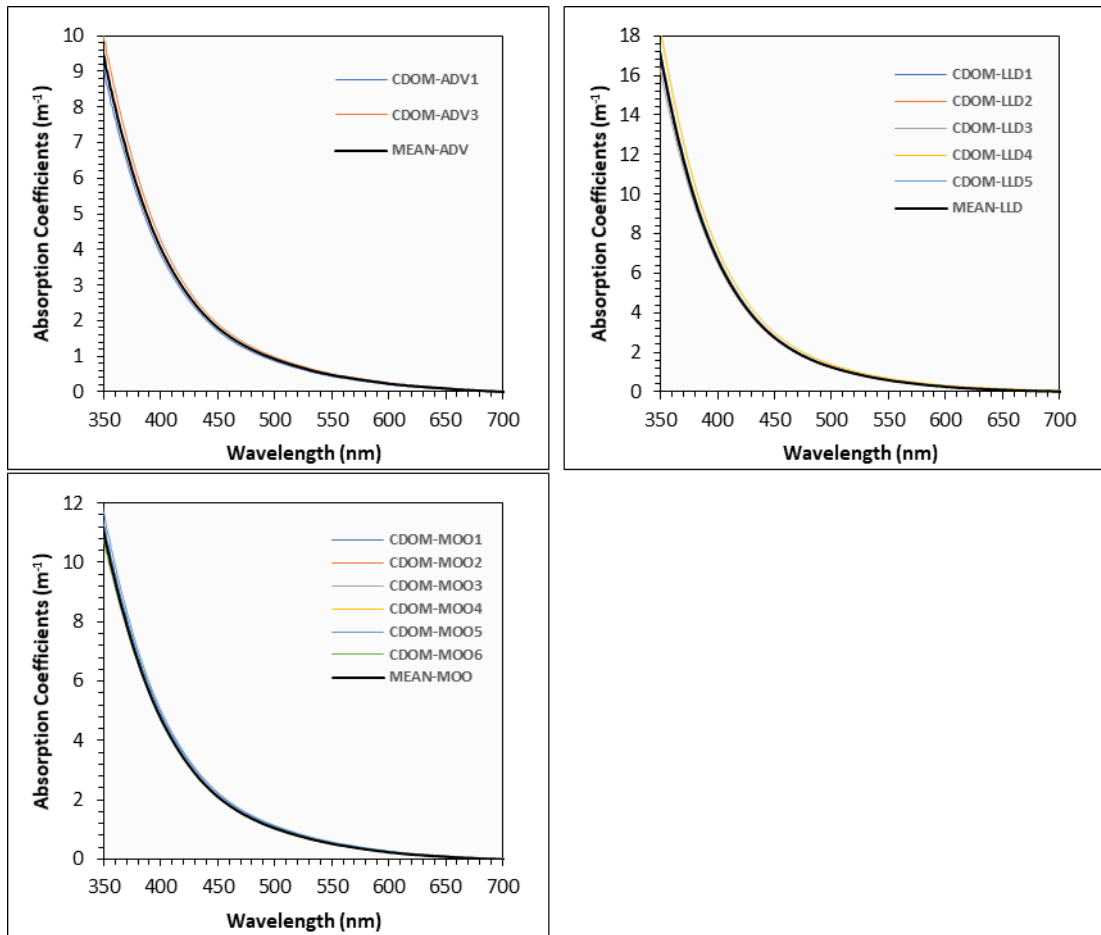 10
9
8
7
6
5
4
3
2
1
0
Absorption Coefficients (m⁻¹)
CDOM-ADV1
CDOM-ADV3
MEAN-ADV
350 400 450 500 550 600 650 700
Wavelength (nm)
18
16
14
12
10
8
6
4
2
0
Absorption Coefficients (m⁻¹)
CDOM-LLD1
CDOM-LLD2
CDOM-LLD3
CDOM-LLD4
CDOM-LLD5
MEAN-LLD
350 400 450 500 550 600 650 700
Wavelength (nm)
12
10
8
6
4
2
0
Absorption Coefficients (m⁻¹)
CDOM-MOO1
CDOM-MOO2
CDOM-MOO3
CDOM-MOO4
CDOM-MOO5
CDOM-MOO6
MEAN-MOO
350 400 450 500 550 600 650 700
Wavelength (nm)